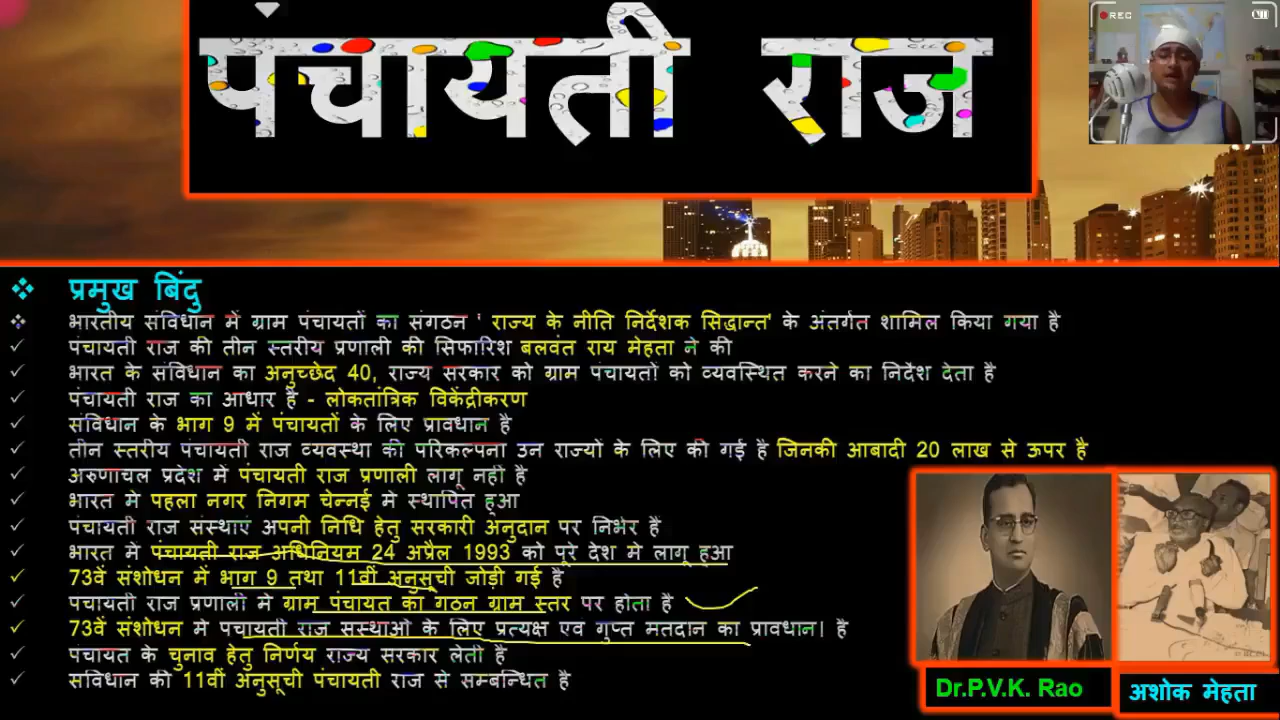 REC
पंचायती राज
प्रमुख बिंदु
भारतीय संविधान में ग्राम पंचायतों का संगठन ' राज्य के नीति निर्देशक सिद्धान्त' के अंतर्गत शामिल किया गया है
पंचायती राज की तीन स्तरीय प्रणाली की सिफारिश बलवंत राय मेहता ने की
भारत के संविधान का अनुच्छेद 40, राज्य सरकार को ग्राम पंचायतों को व्यवस्थित करने का निर्देश देता है
पंचायती राज का आधार है - लोकतांत्रिक विकेंद्रीकरण
संविधान के भाग 9 में पंचायतों के लिए प्रावधान है
तीन स्तरीय पंचायती राज व्यवस्था की परिकल्पना उन राज्यों के लिए की गई है जिनकी आबादी 20 लाख से ऊपर है
अरुणाचल प्रदेश में पंचायती राज प्रणाली लागू नहीं है
भारत मे पहला नगर निगम चेन्नई मे स्थापित हुआ
पंचायती राज संस्थाएं अपनी निधि हेतु सरकारी अनुदान पर निर्भर है
भारत में पंचायती राज अधिनियम 24 अप्रैल 1993 को पूरे देश मे लागू हुआ
73वें संशोधन में भाग 9 तथा 11वीं अनुसूची जोड़ी गई है
पंचायती राज प्रणाली मे ग्राम पंचायत का गठन ग्राम स्तर पर होता है
73वें संशोधन मे पंचायती राज संस्थाओं के लिए प्रत्यक्ष एवं गुप्त मतदान का प्रावधान। है
पंचायत के चुनाव हेतु निर्णय राज्य सरकार लेती है
संविधान की 11वीं अनुसूची पंचायती राज से सम्बन्धित है
Dr.P.V.K. Rao
अशोक मेहता